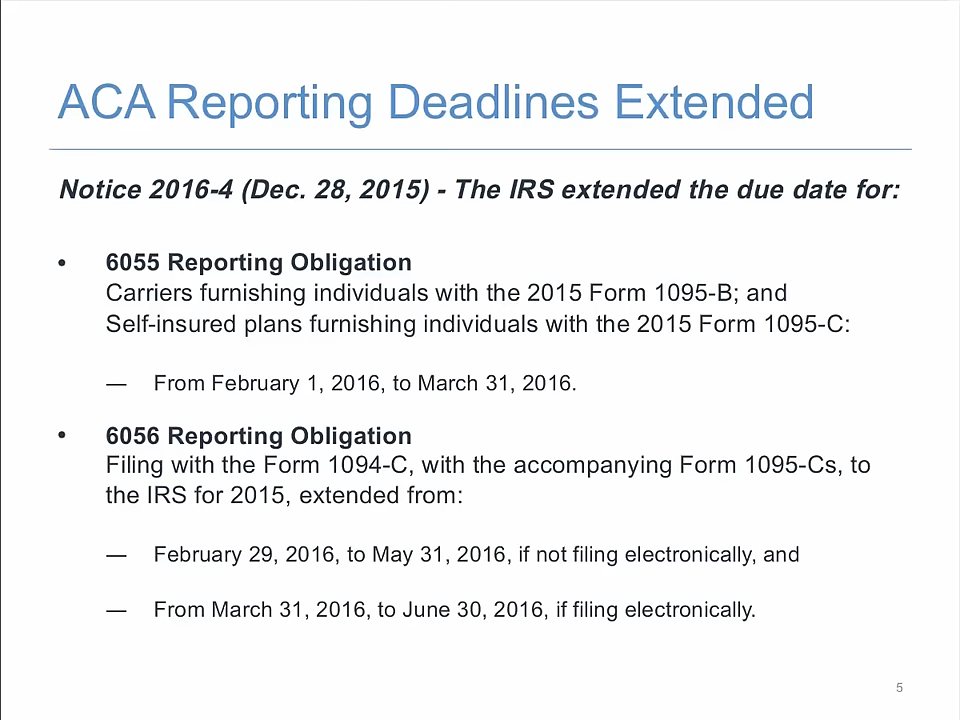 ACA Reporting Deadlines Extended
Notice 2016-4 (Dec. 28, 2015) - The IRS extended the due date for:
• 6055 Reporting Obligation
Carriers furnishing individuals with the 2015 Form 1095-B; and
Self-insured plans furnishing individuals with the 2015 Form 1095-C:
— From February 1, 2016, to March 31, 2016.
• 6056 Reporting Obligation
Filing with the Form 1094-C, with the accompanying Form 1095-Cs, to
the IRS for 2015, extended from:
— February 29, 2016, to May 31, 2016, if not filing electronically, and
— From March 31, 2016, to June 30, 2016, if filing electronically.
5